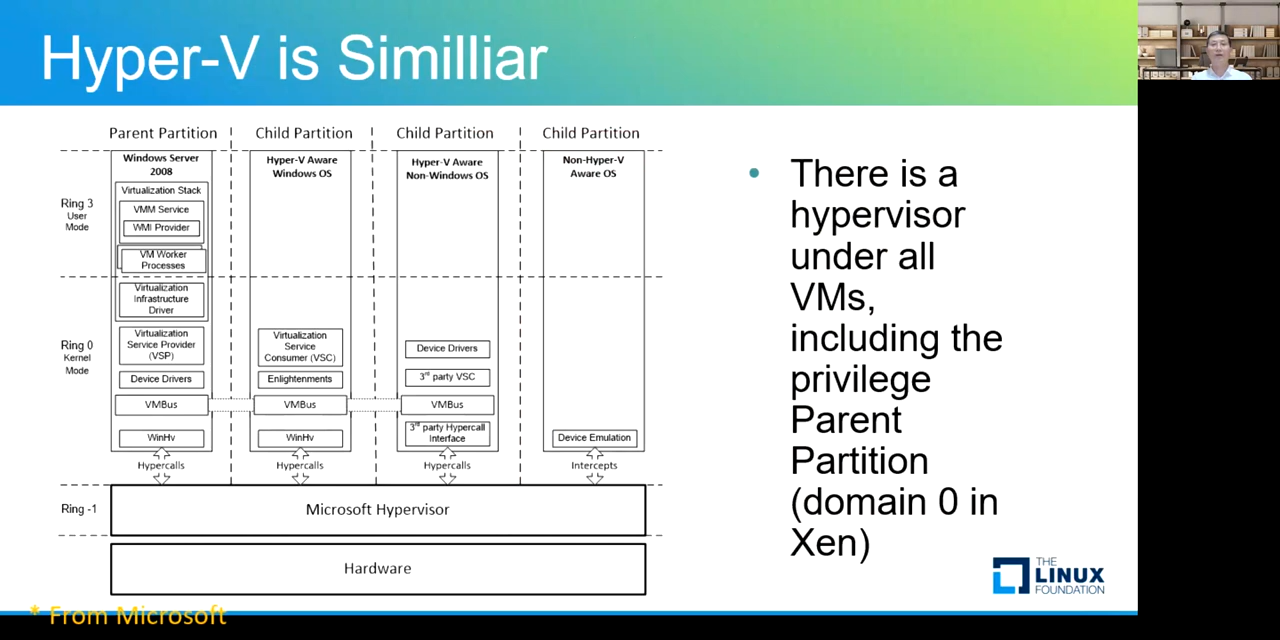 Hyper-V is Similliar
Parent Partition
Child Partition
Child Partition
Child Partition
Windows Server
2008
Hyper-V Aware
Windows OS
Hyper-V Aware
Non-Windows OS
Non-Hyper-V
Aware OS
Ring 3
User
Mode
Virtualization Stack
VMM Service
WMI Provider
VM Worker
Processes
Virtualization
Infrastructure
Driver
Ring 0
Kernel
Mode
Virtualization
Service Provider
(VSP)
Virtualization
Service
Consumer (VSC)
Device Drivers
Device Drivers
Enlightenments
3rd party VSC
VMBus
VMBus
VMBus
WinHv
WinHv
3rd party Hypercall
Interface
Device Emulation
Hypercalls
Hypercalls
Hypercalls
Intercepts
Ring -1
Microsoft Hypervisor
Hardware
* From Microsoft
• There is a
hypervisor
under all
VMs,
including the
privilege
Parent
Partition
(domain 0 in
Xen)
THE
LINUX
FOUNDATION